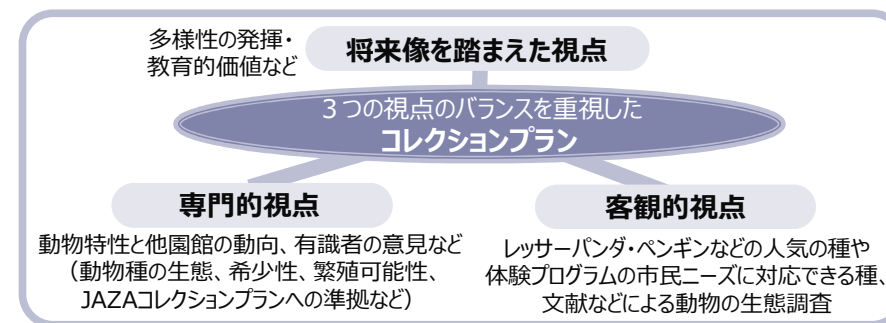 多様性の発揮・
教育的価値など
将来像を踏まえた視点
３つの視点のバランスを重視した
コレクションプラン
専門的視点
動物特性と他園館の動向、有識者の意見など
（動物種の生態、希少性、繁殖可能性、
JAZAコレクションプランへの準拠など）
客観的視点
レッサーパンダ・ペンギンなどの人気の種や
体験プログラムの市民ニーズに対応できる種、
文献などによる動物の生態調査